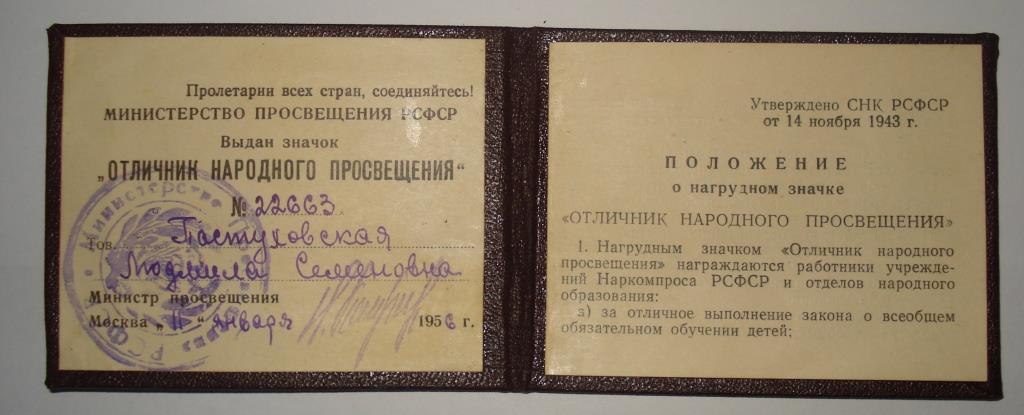 Пролетарии всех стран, соединяйтесь!
МИНИСТЕРСТВО ПРОСВЕЩЕНИЯ РСФСР
Выдан значок
„ОТЛИЧНИК НАРОДНОГО ПРОСВЕЩЕНИЯ“
№ 22663
Тов. Пастуховская
Людмила Семеновна
Министр просвещения
Москва „11“ января 1956 г.
Министерство
РСФСР
Утверждено СНК РСФСР
от 14 ноября 1943 г.
ПОЛОЖЕНИЕ
о нагрудном значке
«ОТЛИЧНИК НАРОДНОГО ПРОСВЕЩЕНИЯ»
1. Нагрудным значком «Отличник народного
просвещения» награждаются работники учрежде-
ний Наркомпроса РСФСР и отделов народного
образования:
а) за отличное выполнение закона о всеобщем
обязательном обучении детей;